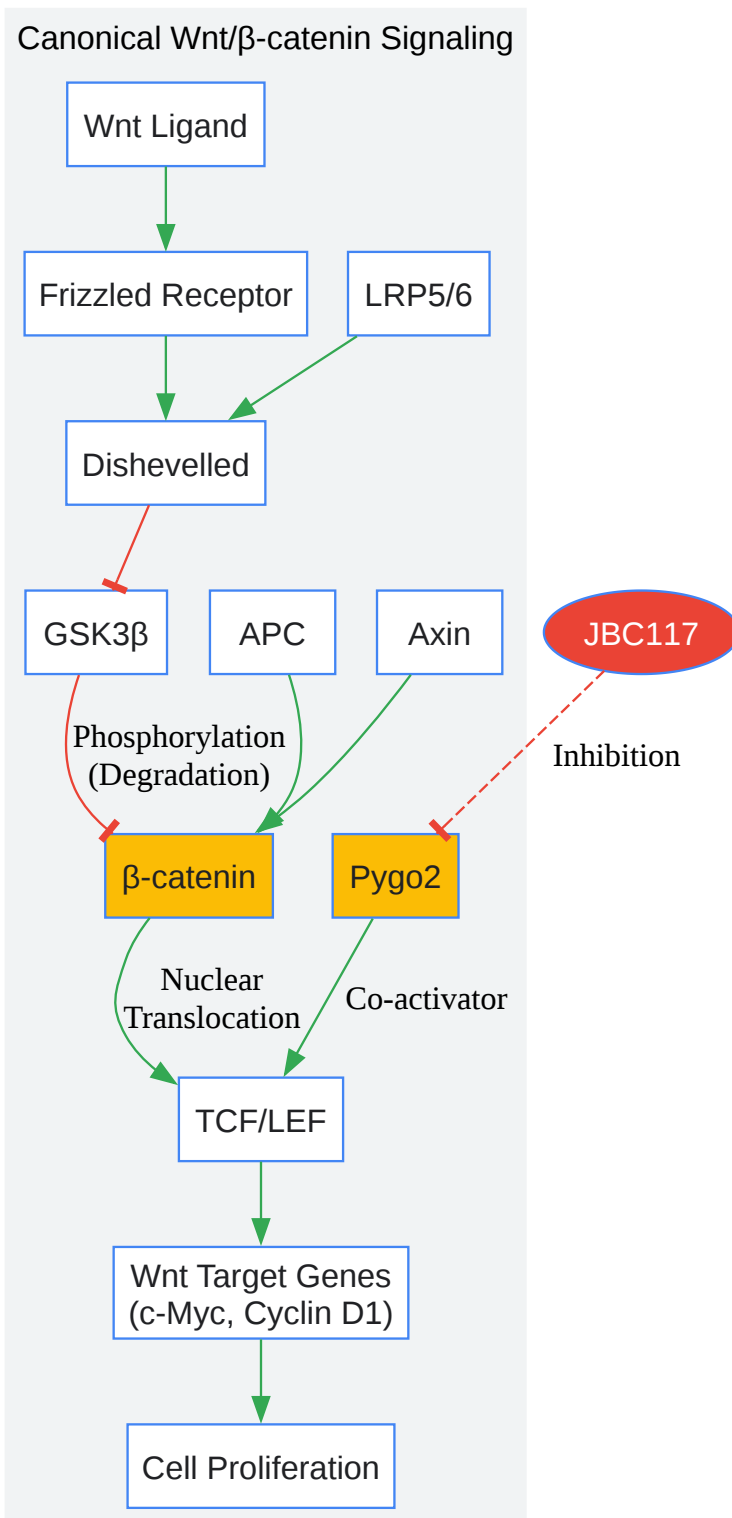 Canonical Wnt/β-catenin Signaling
Wnt Ligand
Frizzled Receptor
LRP5/6
Dishevelled
GSK3β
APC
Axin
JBC117
Phosphorylation
(Degradation)
Inhibition
β-catenin
Pygo2
Nuclear
Translocation
Co-activator
TCF/LEF
Wnt Target Genes
(c-Myc, Cyclin D1)
Cell Proliferation